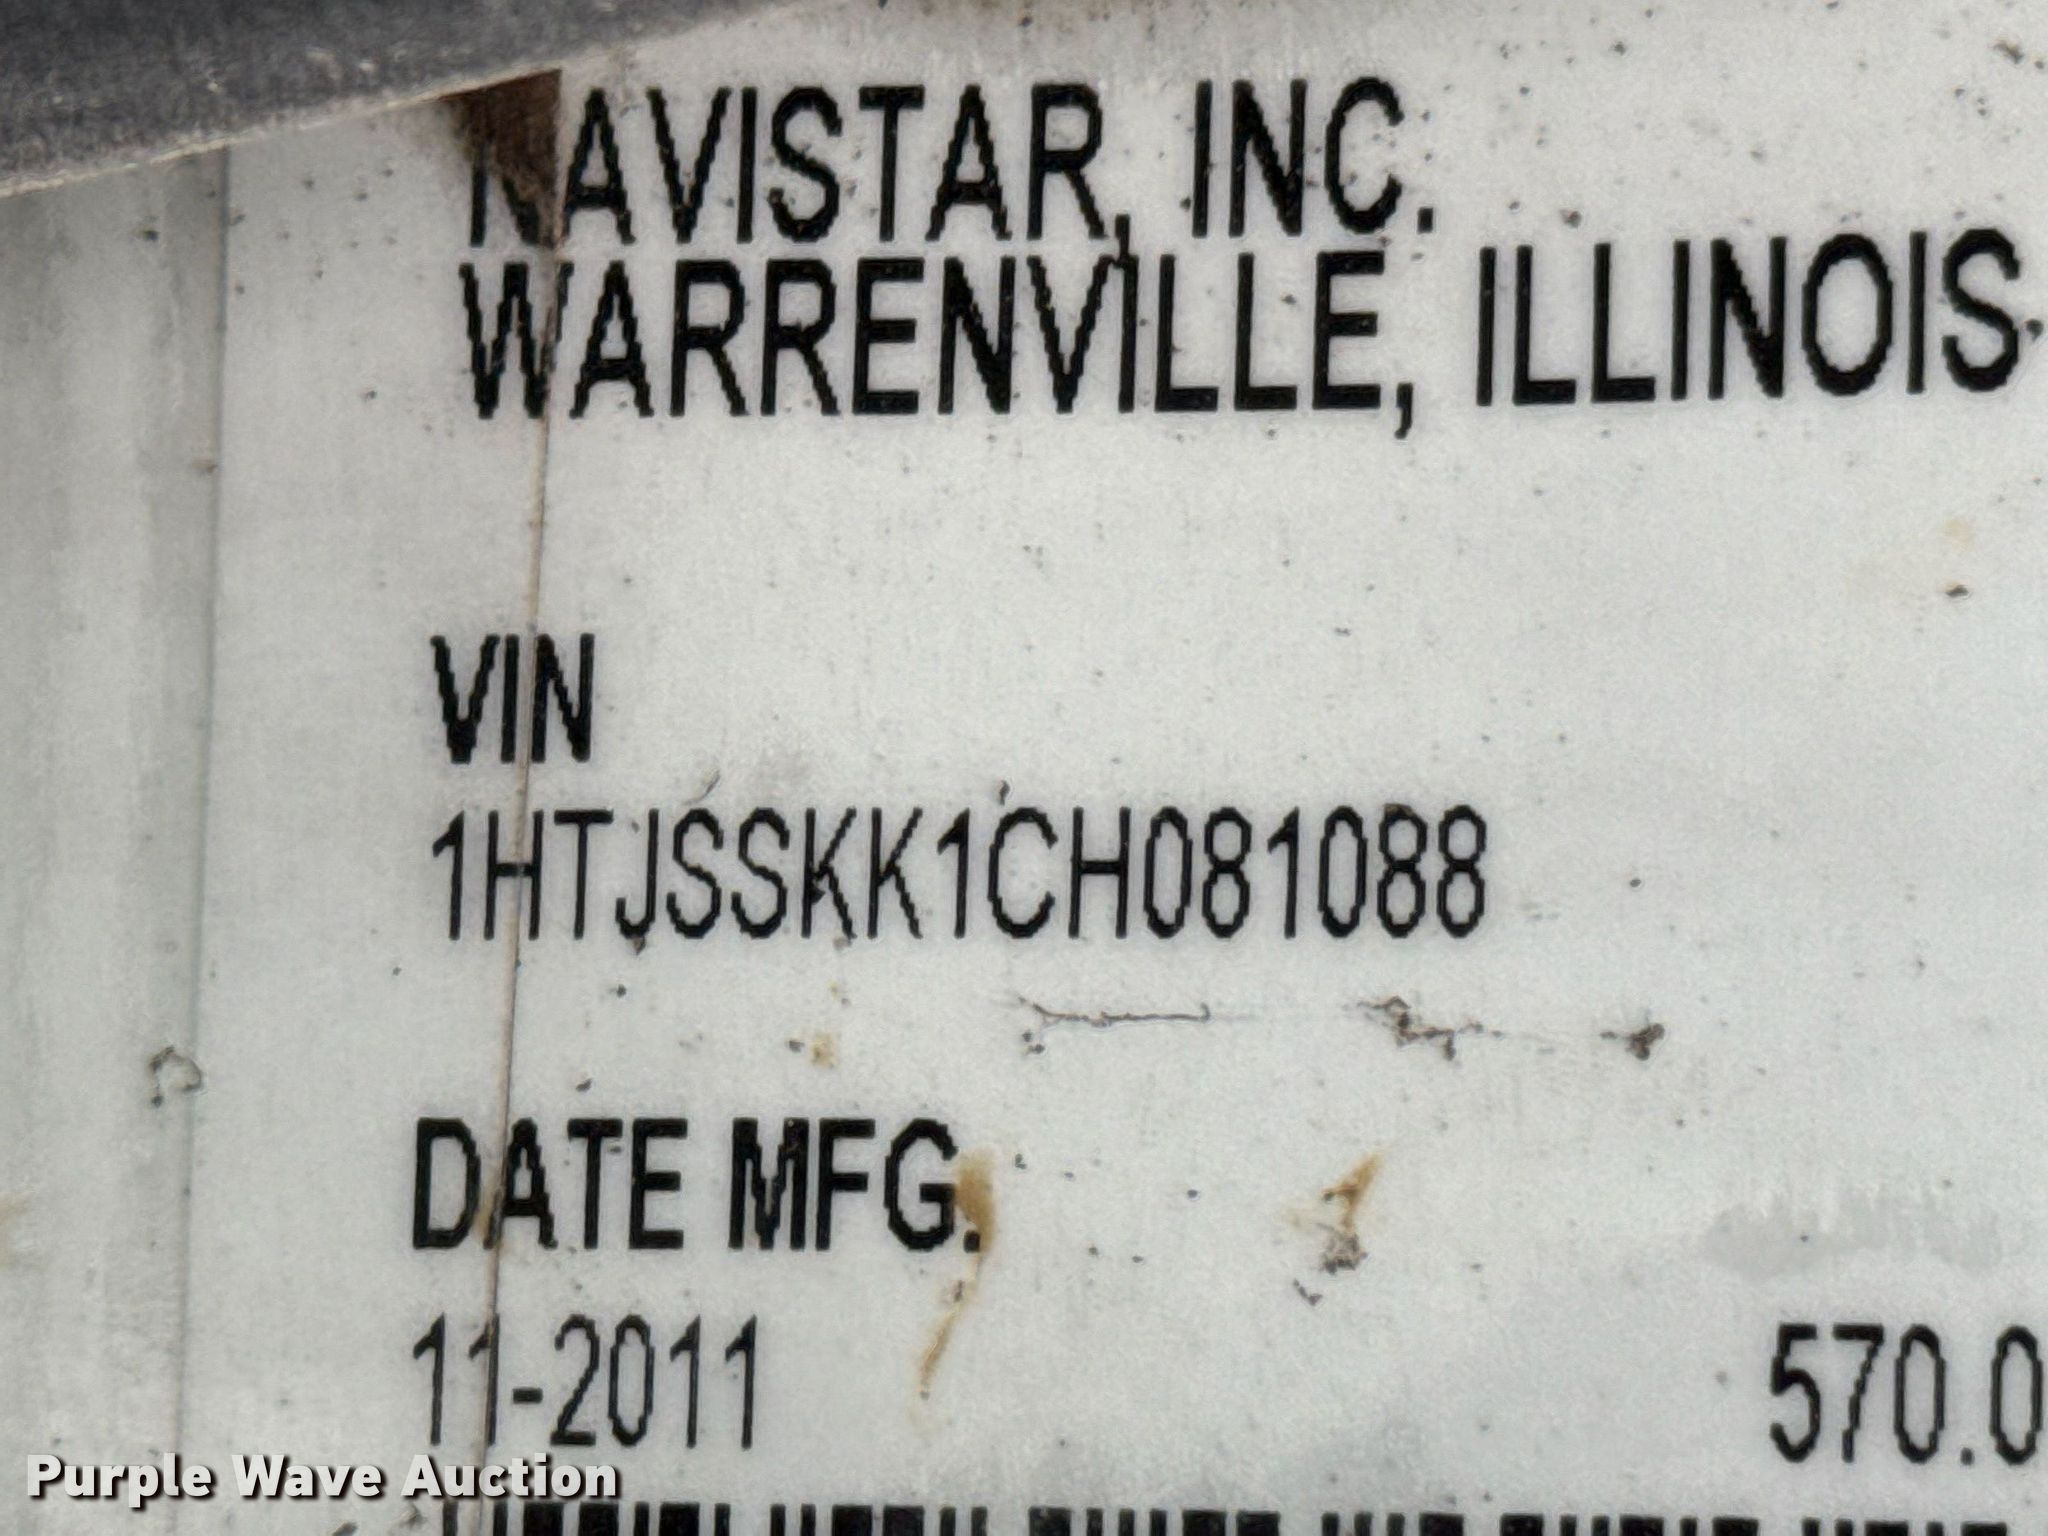 NAVISTAR, INC.
WARRENVILLE, ILLINOIS
VIN
1HTJSSKK1CH081088
DATE MFG.
11-2011
570.0
Purple Wave Auction